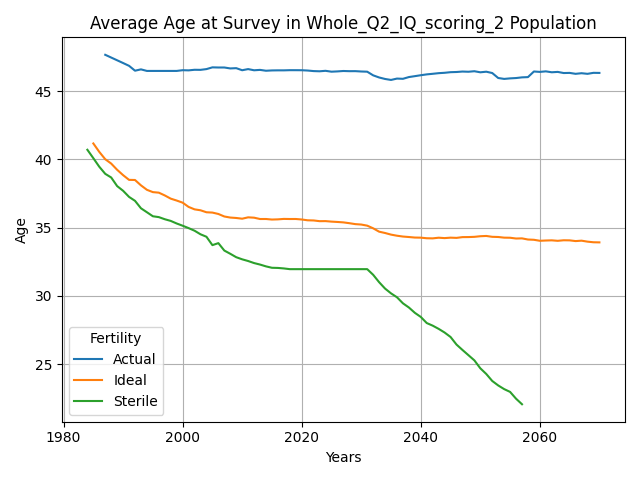 Average Age at Survey in Whole_Q2_IQ_scoring_2 Population
Age
45
40
35
30
25
Fertility
Actual
Ideal
Sterile
1980
2000
2020
2040
2060
Years